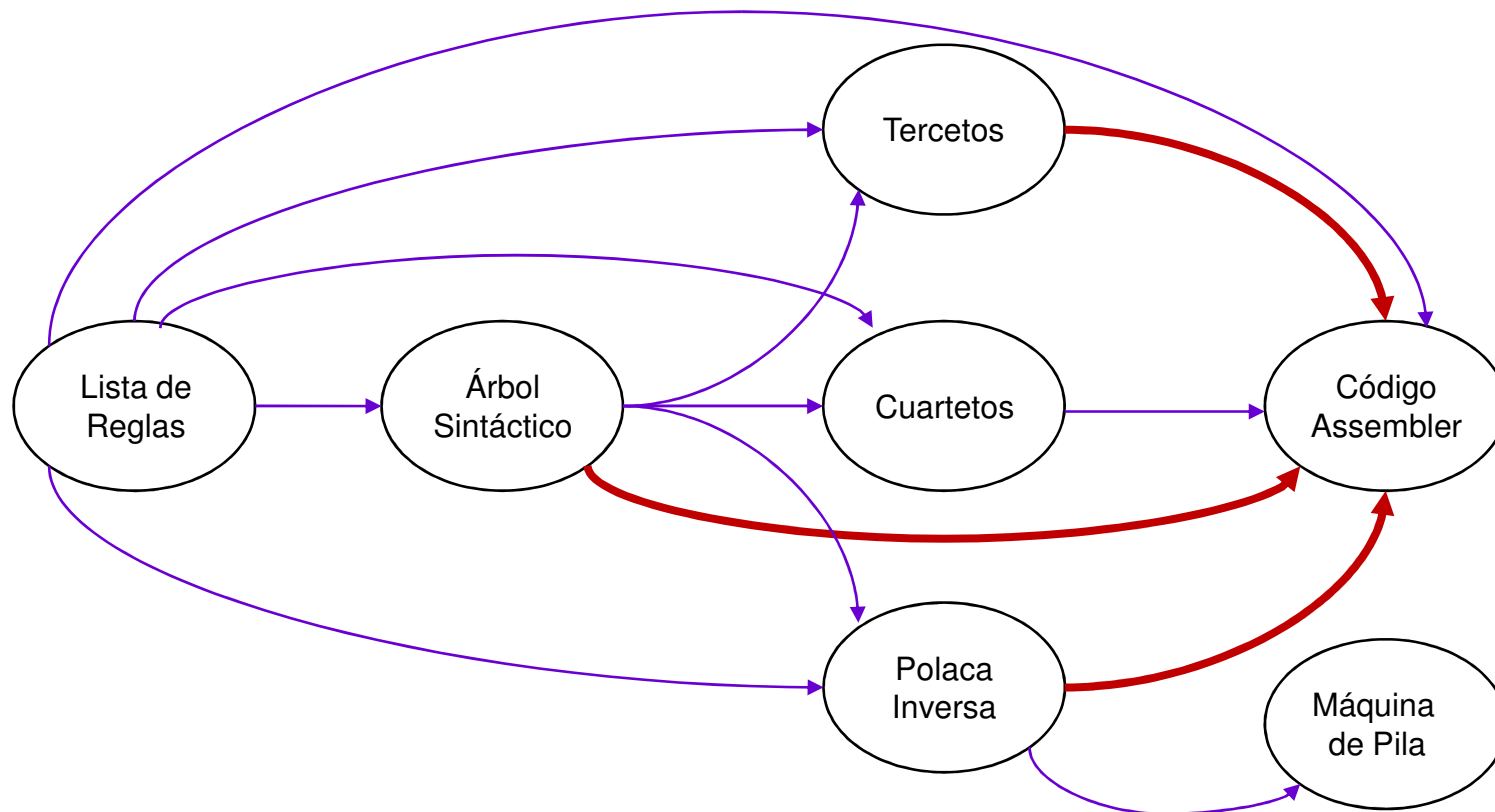 Tercetos
Lista de
Reglas
Árbol
Sintáctico
Cuartetos
Código
Assembler
Polaca
Inversa
Máquina
de Pila